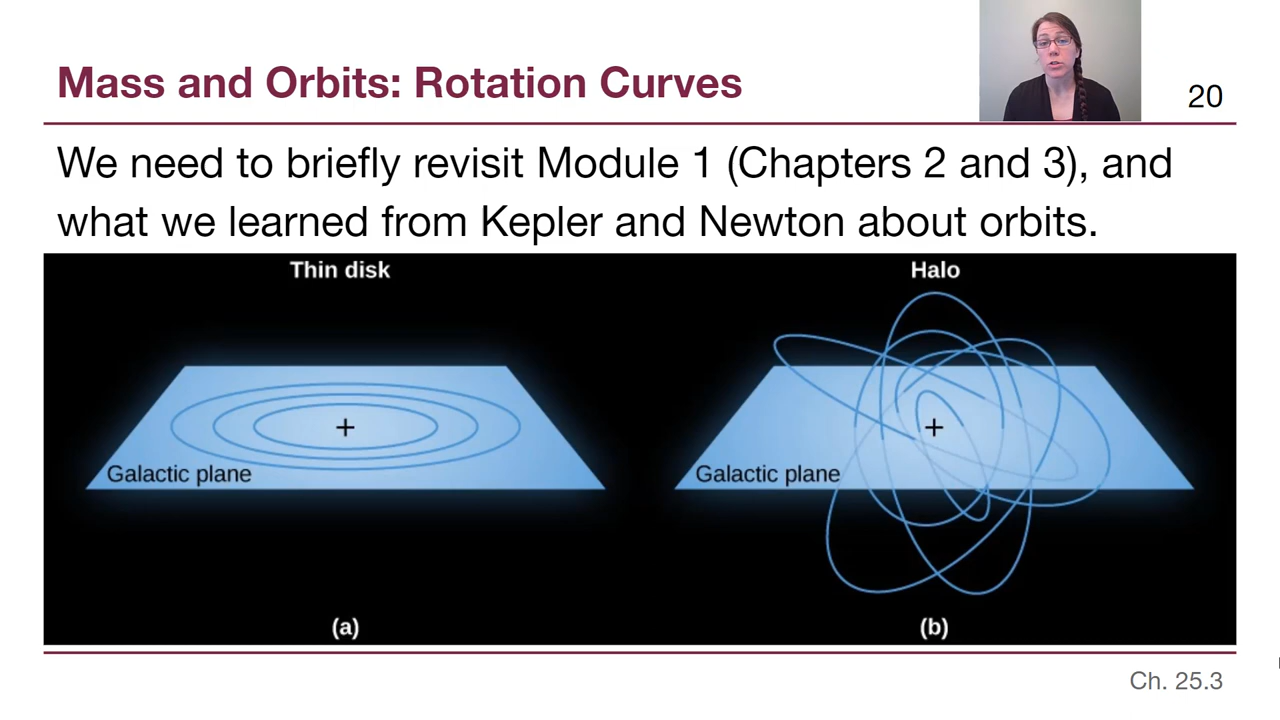 Mass and Orbits: Rotation Curves
20
We need to briefly revisit Module 1 (Chapters 2 and 3), and
what we learned from Kepler and Newton about orbits.
Thin disk
Halo
+
+
Galactic plane
Galactic plane
(a)
(b)
Ch. 25.3